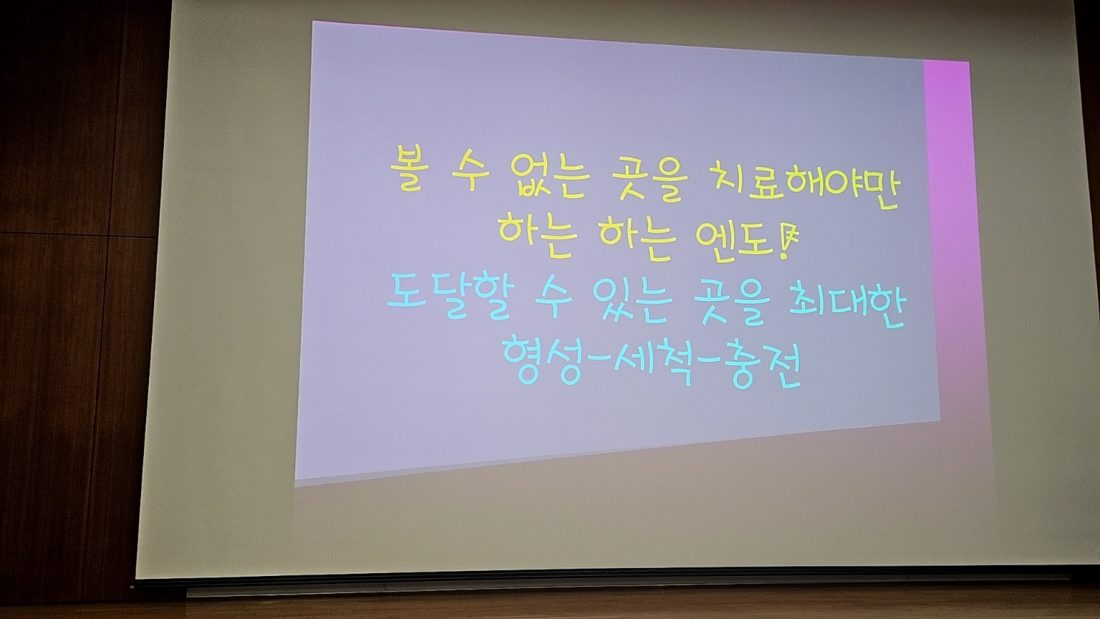 볼 수 없는 곳을 치료해야만
하는 하는 엔도!
도달할 수 있는 곳을 최대한
형성-세척-충전